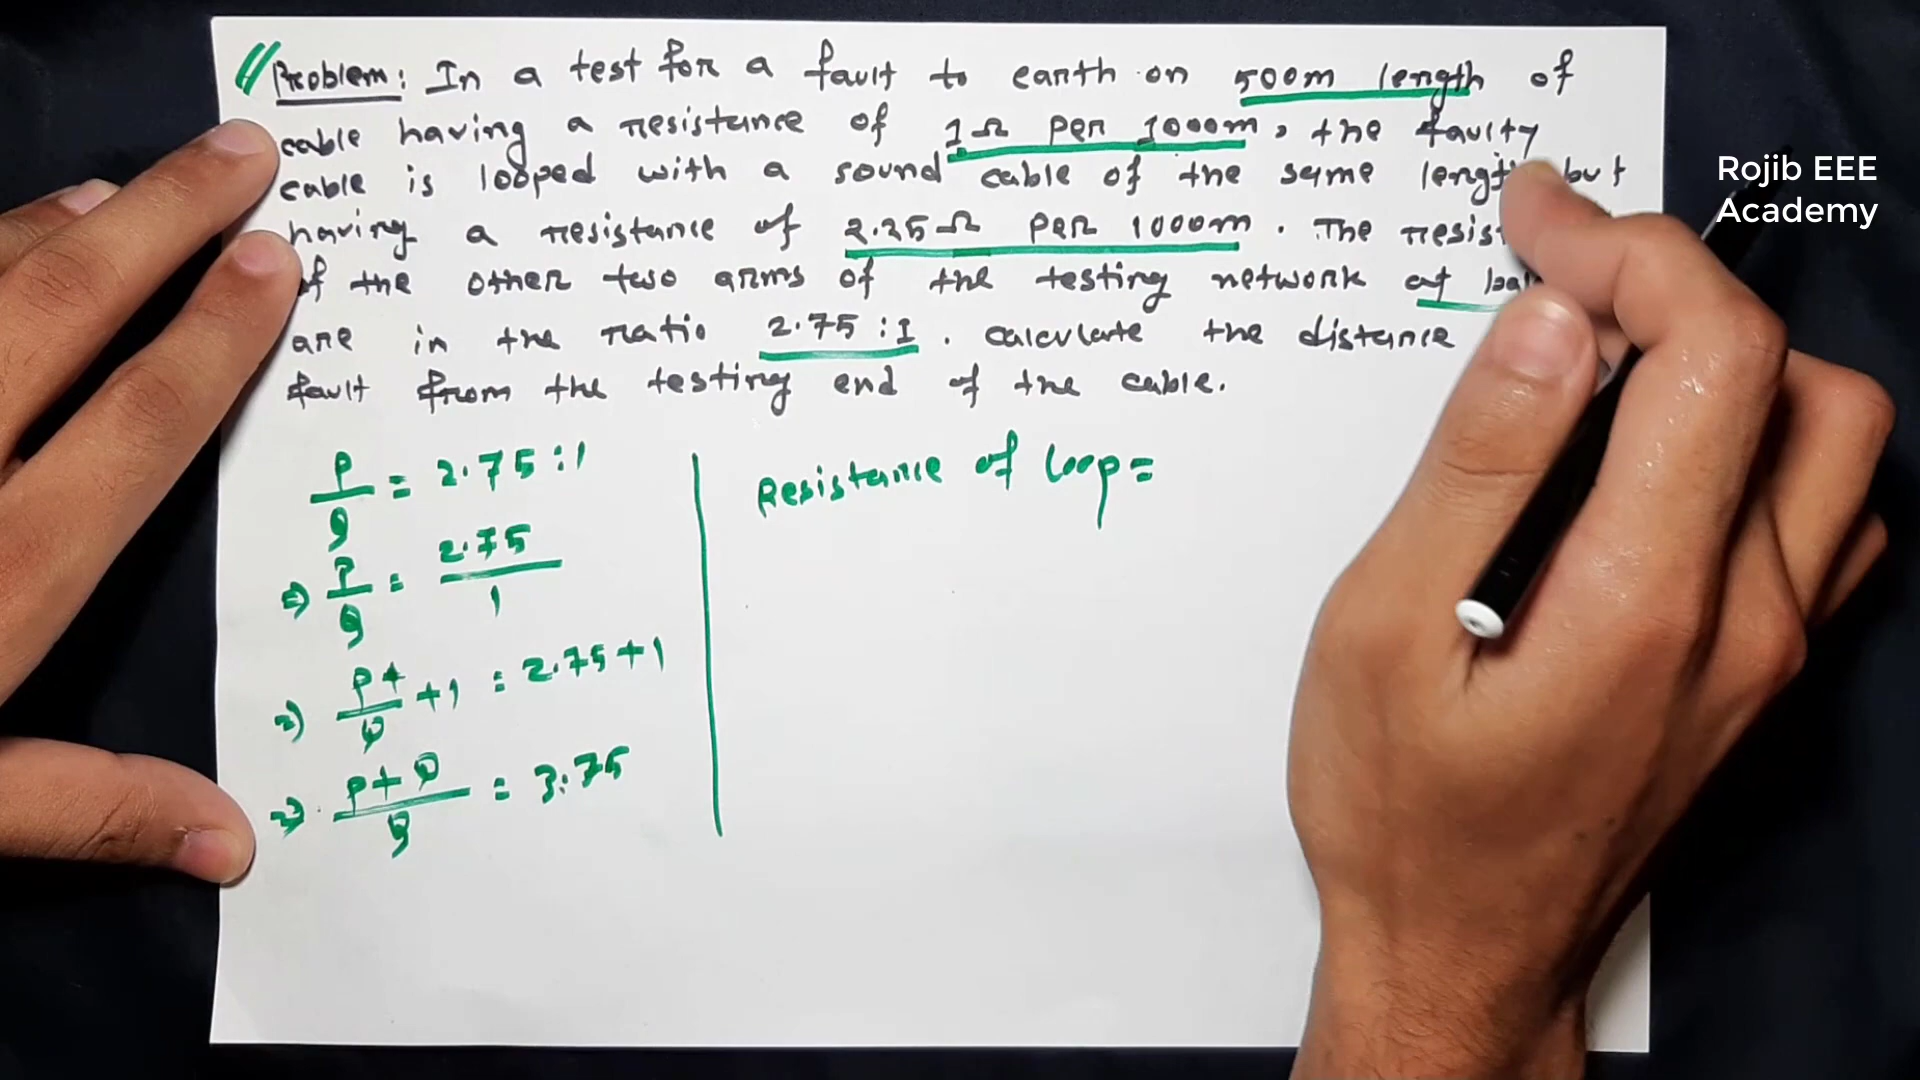 Problem: In a test for a fault to earth on 500m length of
cable having a resistance of 1Ω per 1000m, the faulty
cable is looped with a sound cable of the same length but
having a resistance of 2.25Ω per 1000m. The
of the other two arms of the testing network at
are in the ratio 2.75:1. calculate the distance
fault from the testing end of the cable.
P/Q = 2.75:1
⇒ P/Q = 2.75/1
⇒ P+/Q +1 = 2.75+1
⇒ P+Q/Q = 3.75
Resistance of loop=
Rojib EEE
Academy